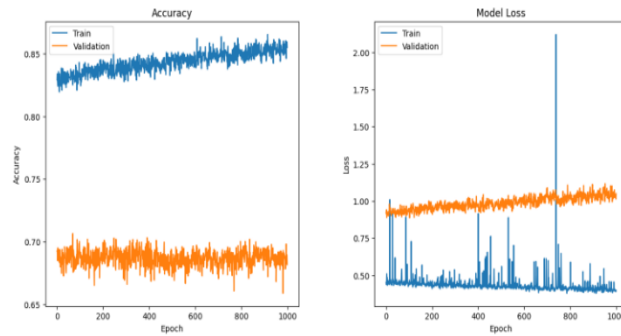 Accuracy
Train
Validation
0.85
0.80
0.75
0.70
0.65
Accuracy
0
200
400
600
800
1000
Epoch
Model Loss
Train
Validation
2.00
1.75
1.50
1.25
1.00
0.75
0.50
Loss
0
200
400
600
800
100
Epoch